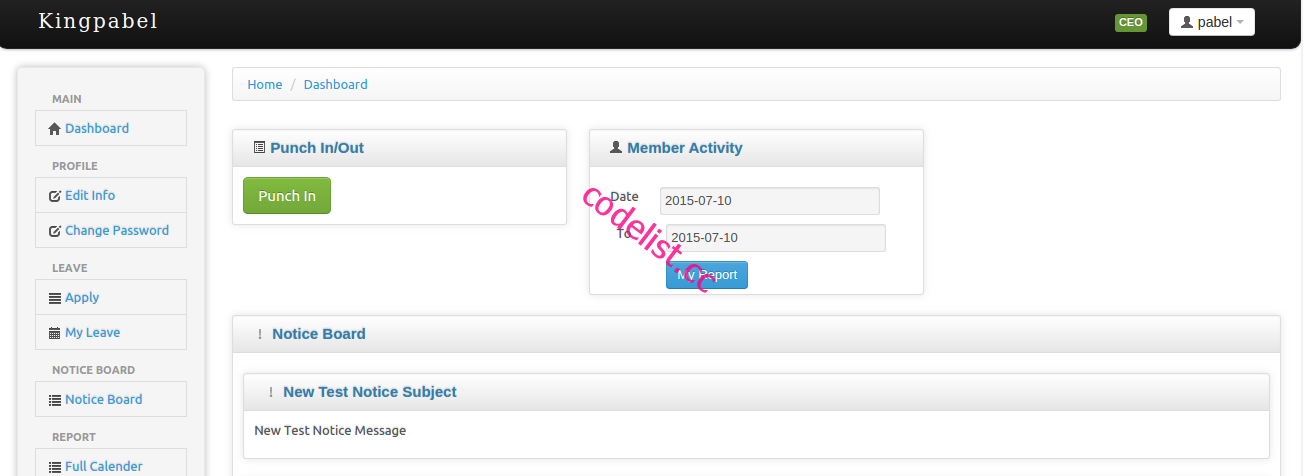 Kingpabel
CEO
pabel
MAIN
Dashboard
PROFILE
Edit Info
Change Password
LEAVE
Apply
My Leave
NOTICE BOARD
Notice Board
REPORT
Full Calender
Home / Dashboard
Punch In/Out
Punch In
Member Activity
Date 2015-07-10
To 2015-07-10
My Report
codelist.cc
! Notice Board
! New Test Notice Subject
New Test Notice Message